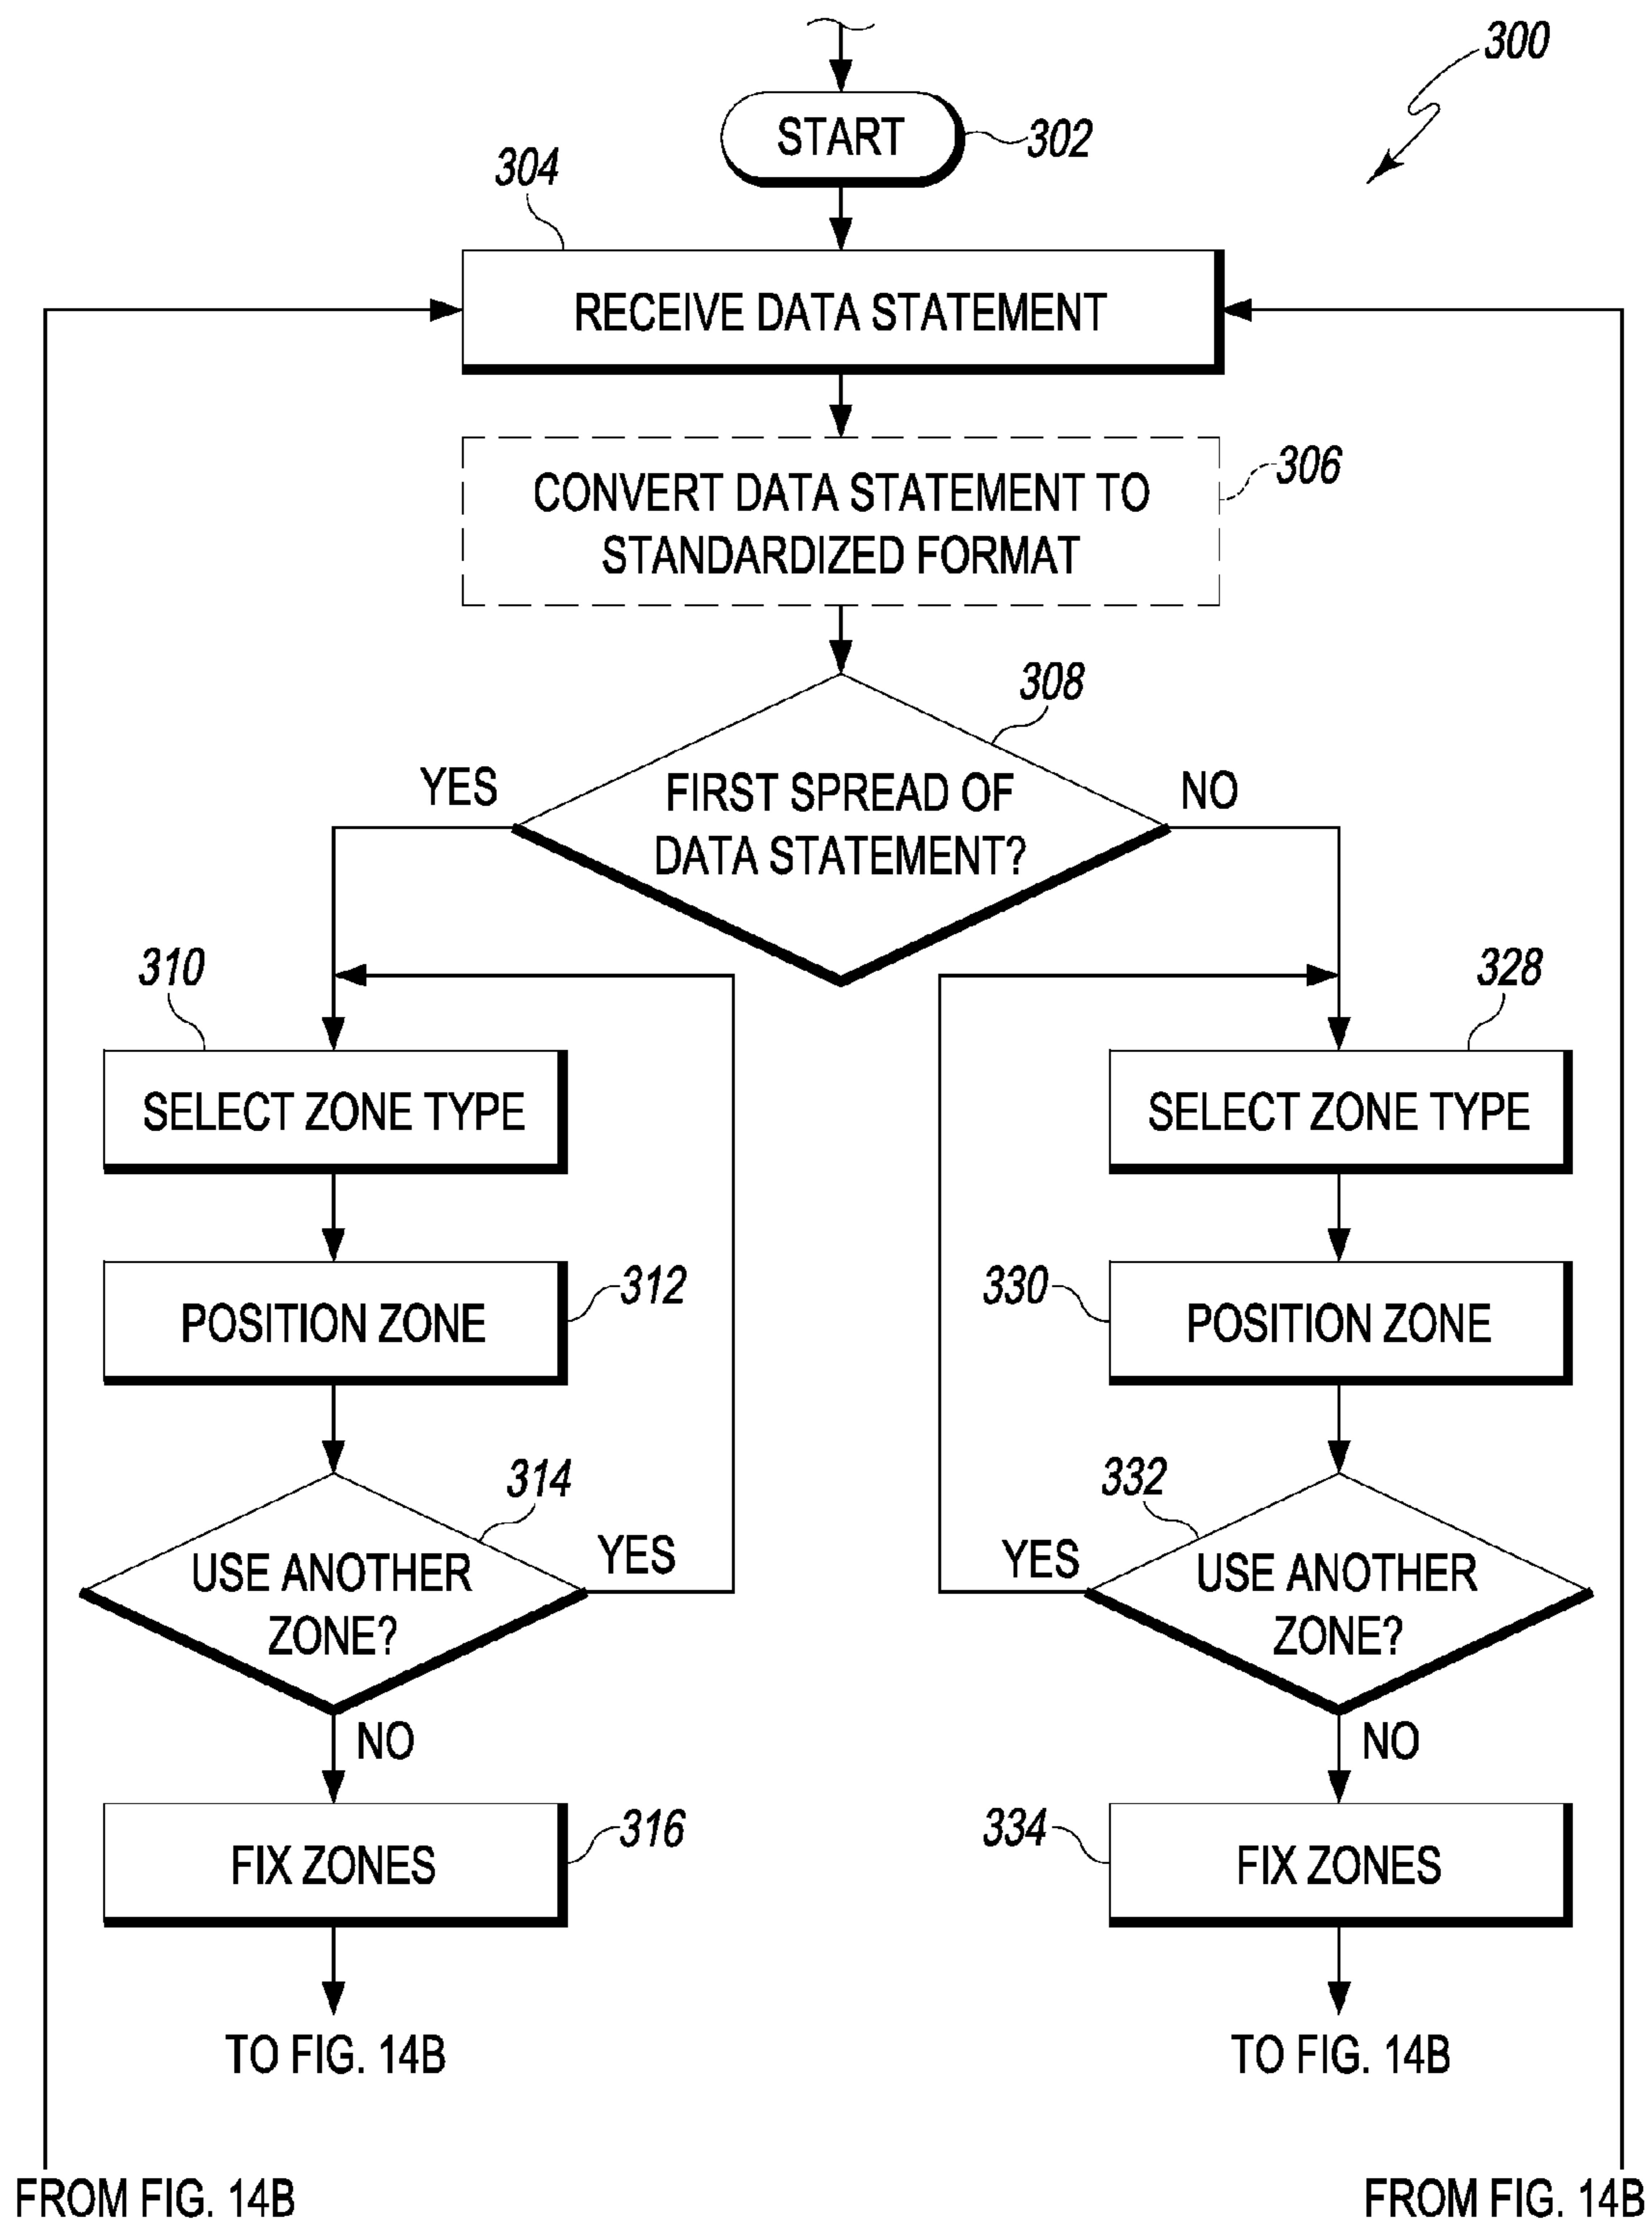 300
START
302
304
RECEIVE DATA STATEMENT
CONVERT DATA STATEMENT TO
STANDARDIZED FORMAT
306
308
YES
FIRST SPREAD OF
DATA STATEMENT?
NO
310
328
SELECT ZONE TYPE
SELECT ZONE TYPE
POSITION ZONE
312
330
POSITION ZONE
314
332
USE ANOTHER
ZONE?
YES
YES
USE ANOTHER
ZONE?
NO
NO
FIX ZONES
316
334
FIX ZONES
TO FIG. 14B
TO FIG. 14B
FROM FIG. 14B
FROM FIG. 14B